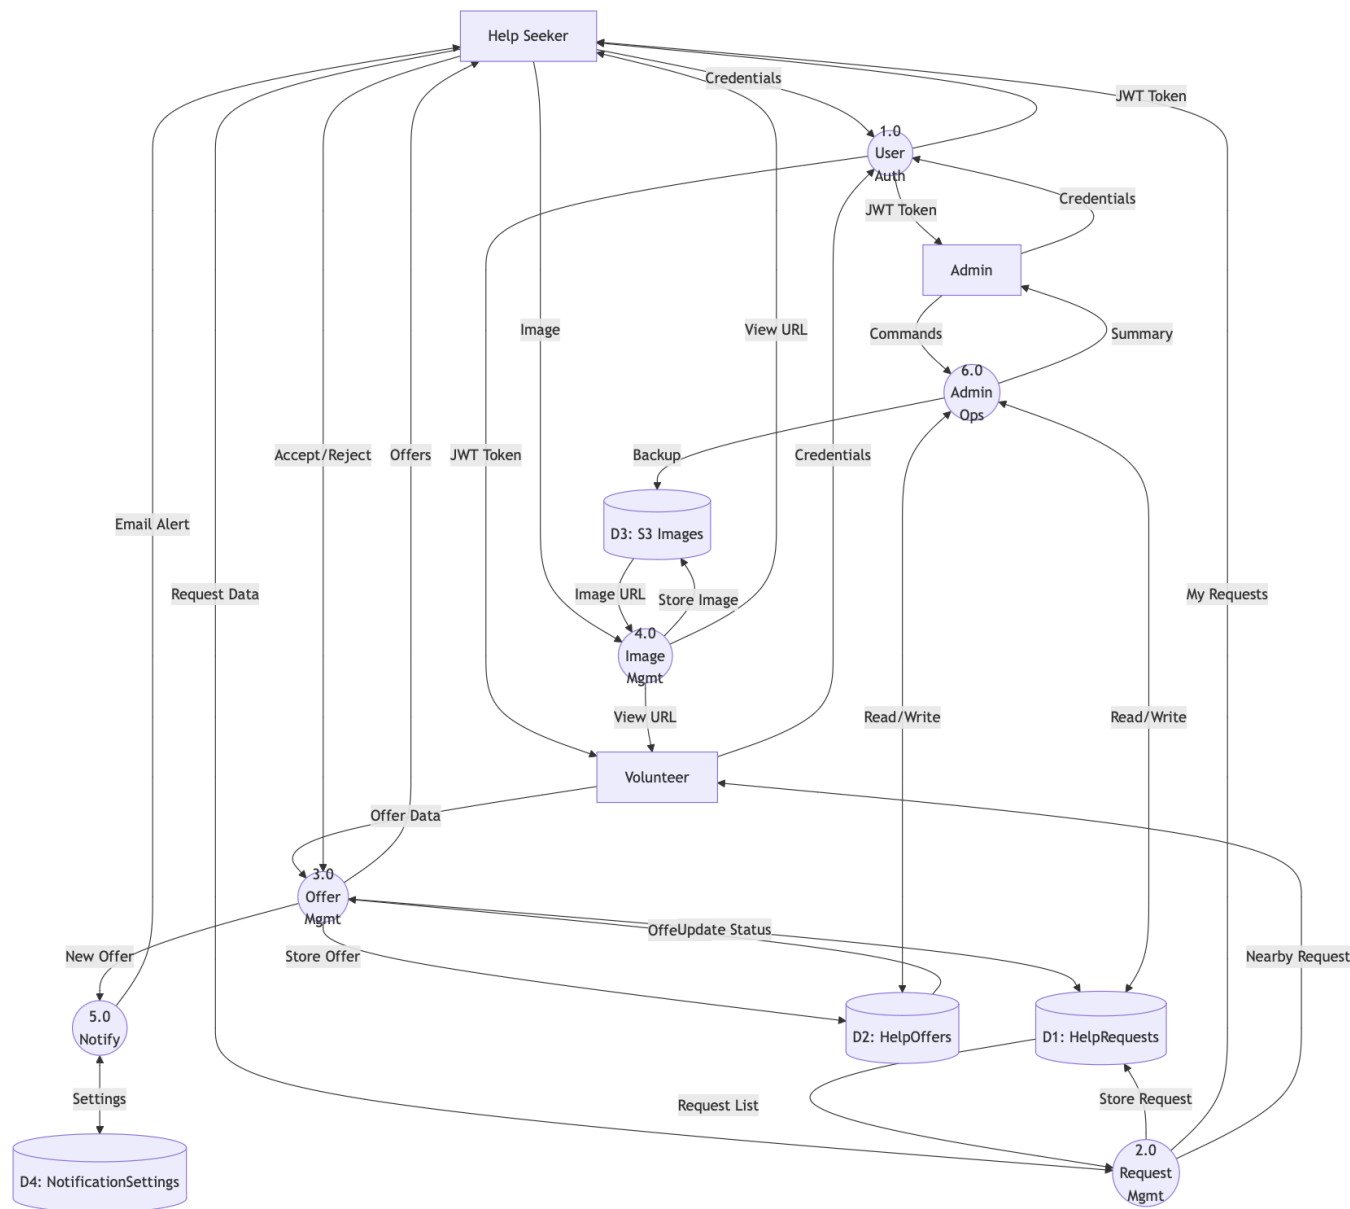 Help Seeker
Credentials
JWT Token
1.0
User
Auth
Credentials
JWT Token
Admin
Image
View URL
Commands
Summary
6.0
Admin
Ops
Accept/Reject
Offers
JWT Token
Backup
Credentials
Email Alert
D3: S3 Images
Request Data
Image URL
Store Image
My Requests
4.0
Image
Mgmt
View URL
Read/Write
Read/Write
Volunteer
Offer Data
3.0
Offer
Mgmt
Update Status
New Offer
Store Offer
Nearby Request
5.0
Notify
D2: HelpOffers
D1: HelpRequests
Settings
Request List
Store Request
2.0
Request
Mgmt
D4: NotificationSettings